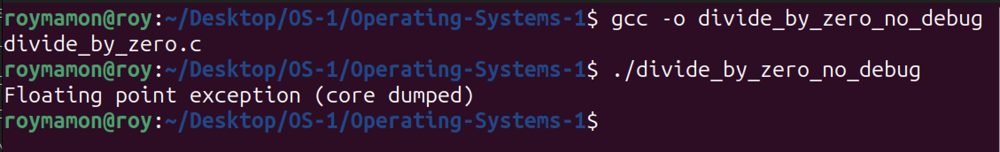 roymamon@roy:~/Desktop/OS-1/Operating-Systems-1$ gcc -o divide_by_zero_no_debug
divide_by_zero.c
roymamon@roy:~/Desktop/OS-1/Operating-Systems-1$ ./divide_by_zero_no_debug
Floating point exception (core dumped)
roymamon@roy:~/Desktop/OS-1/Operating-Systems-1$